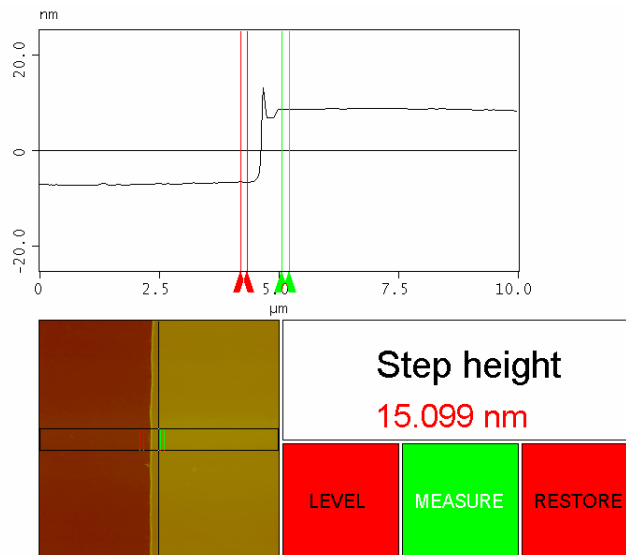 nm
20.0
0
-20.0
0 2.5 5.0 7.5 10.0
µm
Step height
15.099 nm
LEVEL MEASURE RESTORE